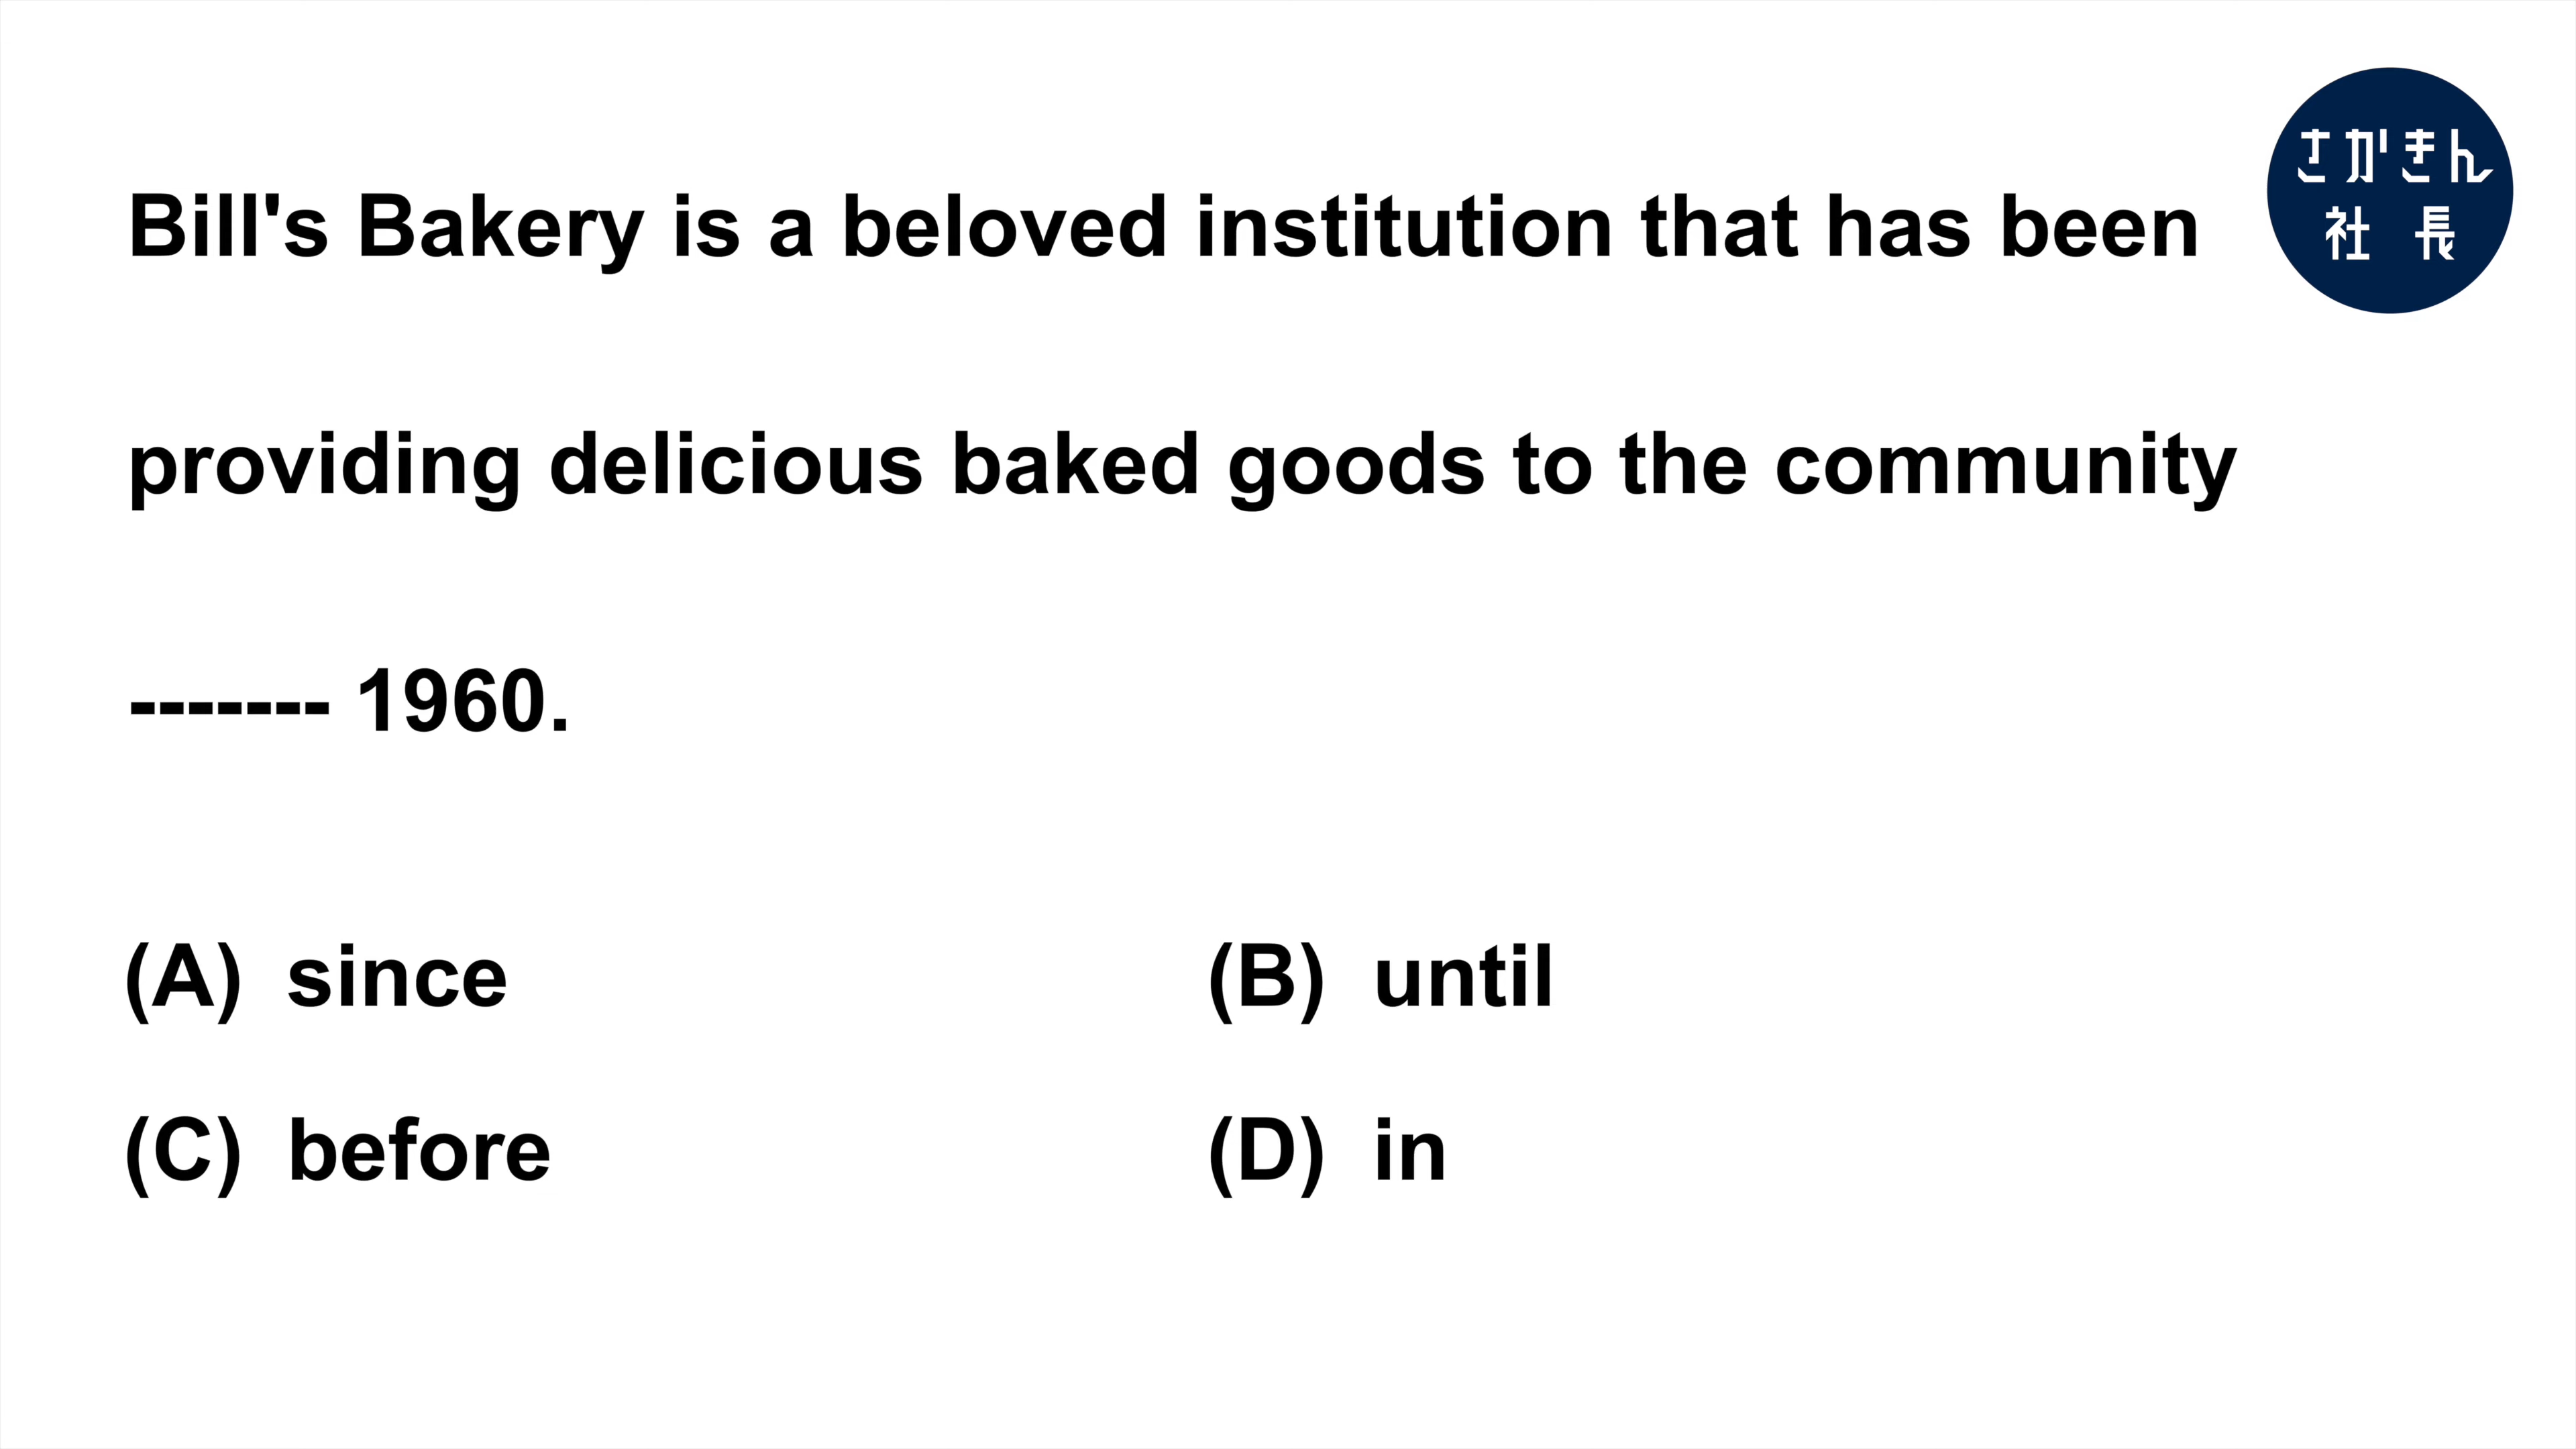 さかきん
社長
Bill's Bakery is a beloved institution that has been
providing delicious baked goods to the community
------- 1960.
(A) since
(B) until
(C) before
(D) in